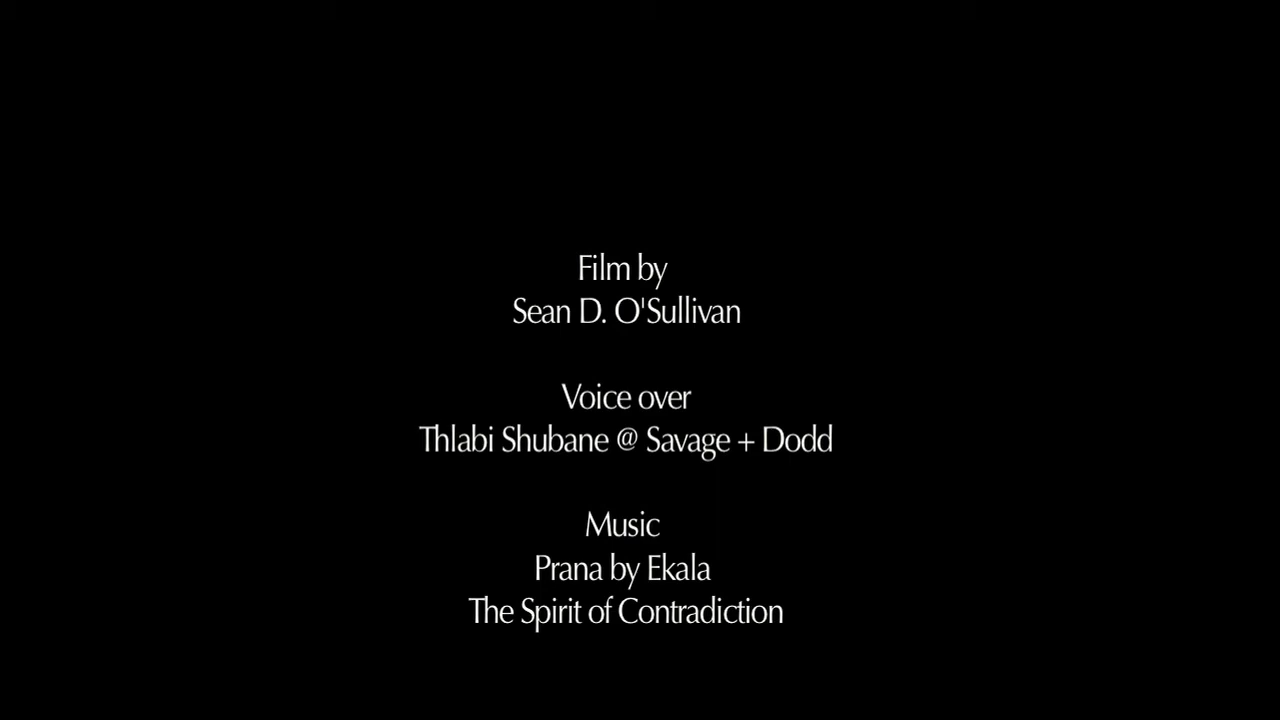 Film by
Sean D. O'Sullivan
Voice over
Thlabi Shubane @ Savage + Dodd
Music
Prana by Ekala
The Spirit of Contradiction